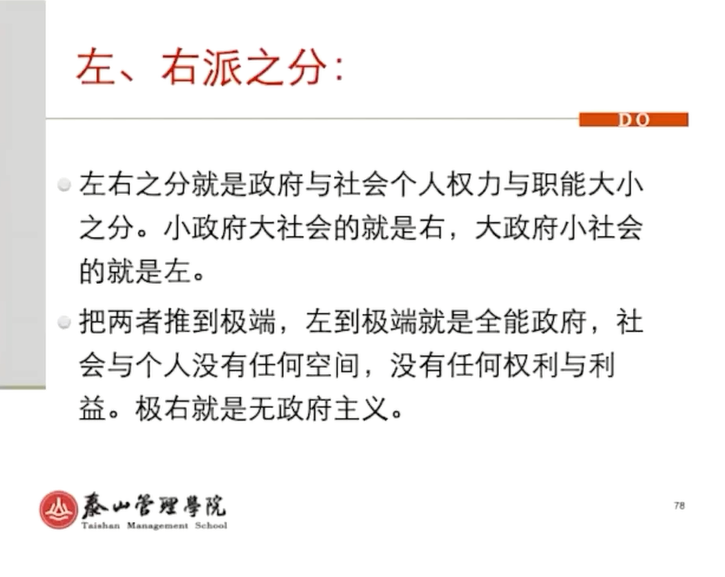 左、右派之分：
DO
左右之分就是政府与社会个人权力与职能大小
之分。小政府大社会的就是右，大政府小社会
的就是左。
把两者推到极端，左到极端就是全能政府，社
会与个人没有任何空间，没有任何权利与利
益。极右就是无政府主义。
泰山管理學院
Taishan Management School
78